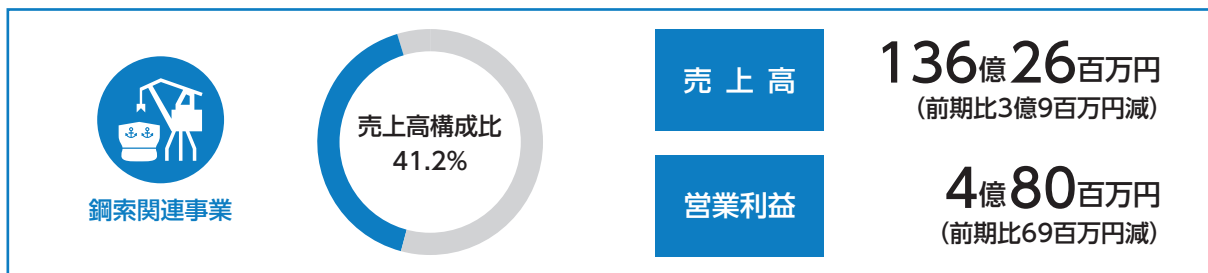 鋼索関連事業
売上高構成比
41.2%
売上高
136億26百万円
（前期比3億9百万円減）
営業利益
4億80百万円
（前期比69百万円減）